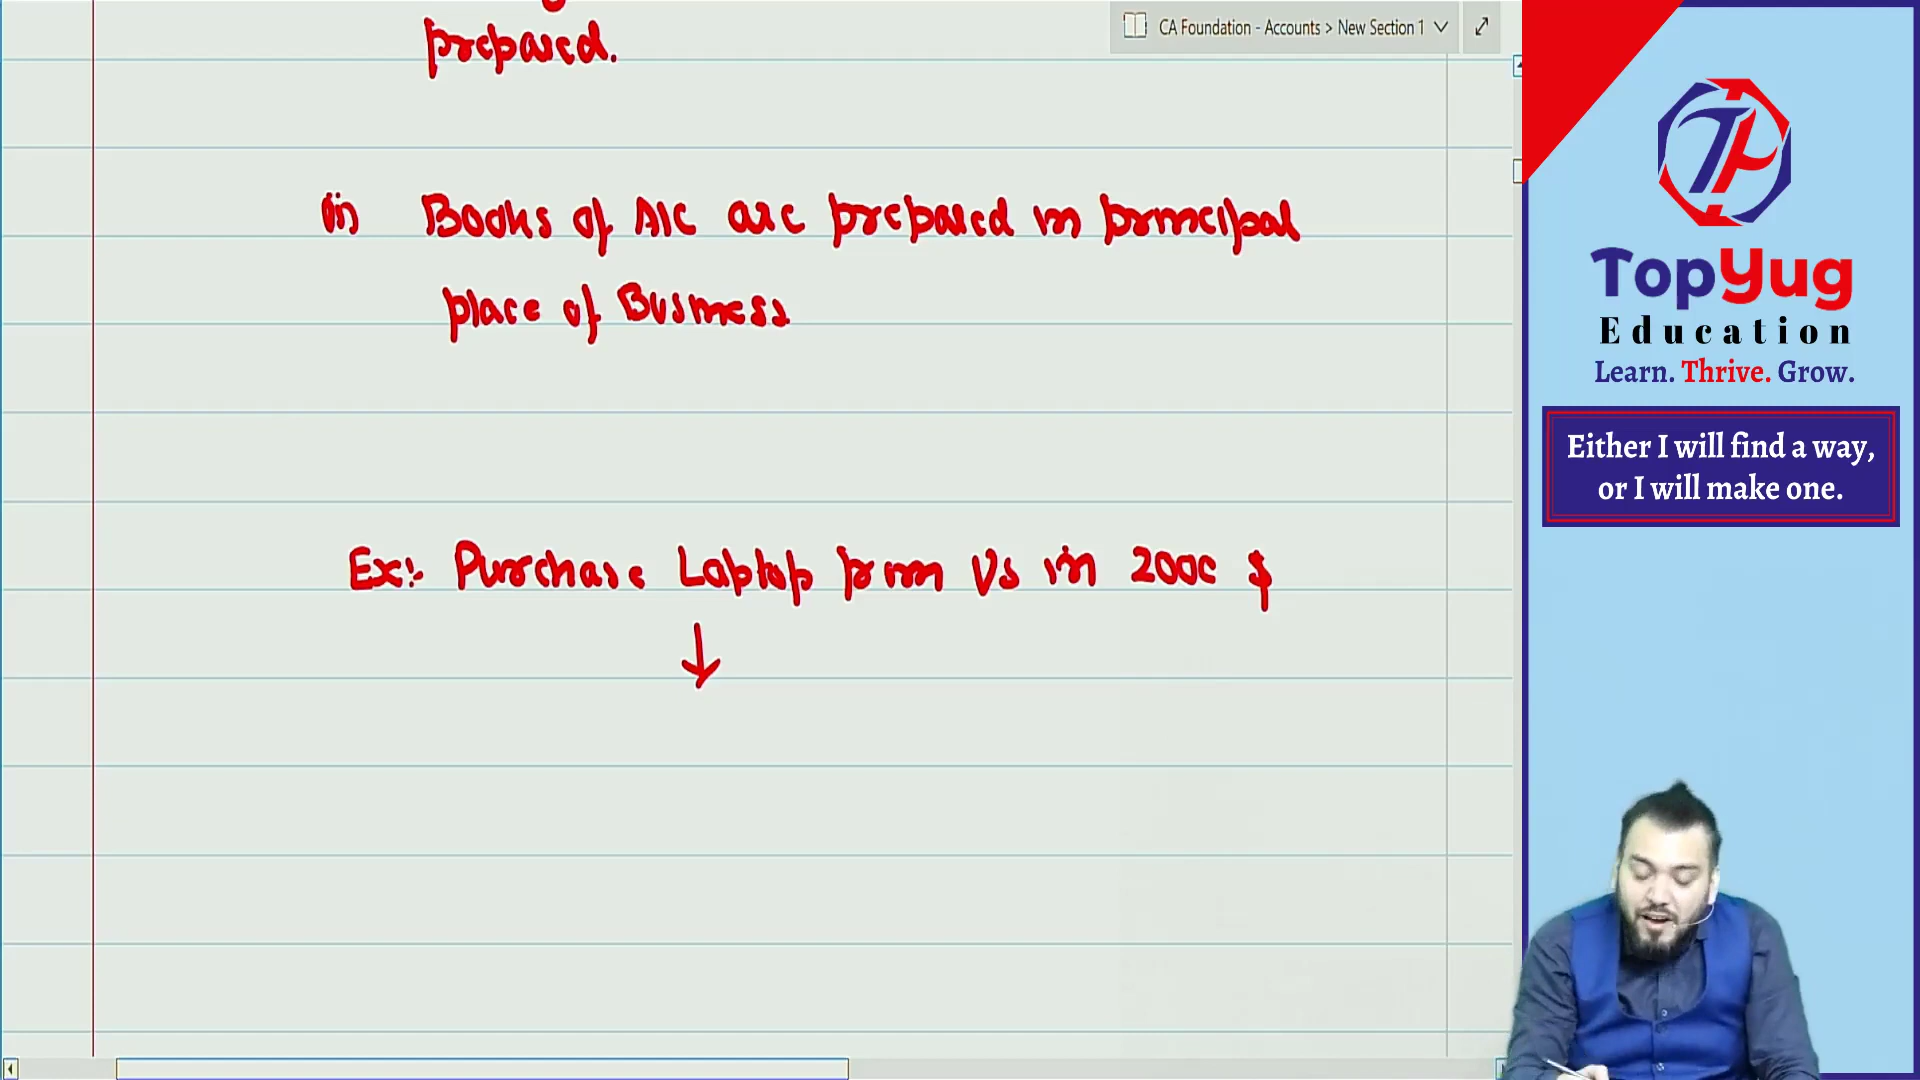 prepared.
CA Foundation - Accounts > New Section 1
(ii) Books of A/C are prepared in principal
place of Business
Ex:- Purchase Laptop from Us in 2000 $
TopYug
Education
Learn. Thrive. Grow.
Either I will find a way,
or I will make one.